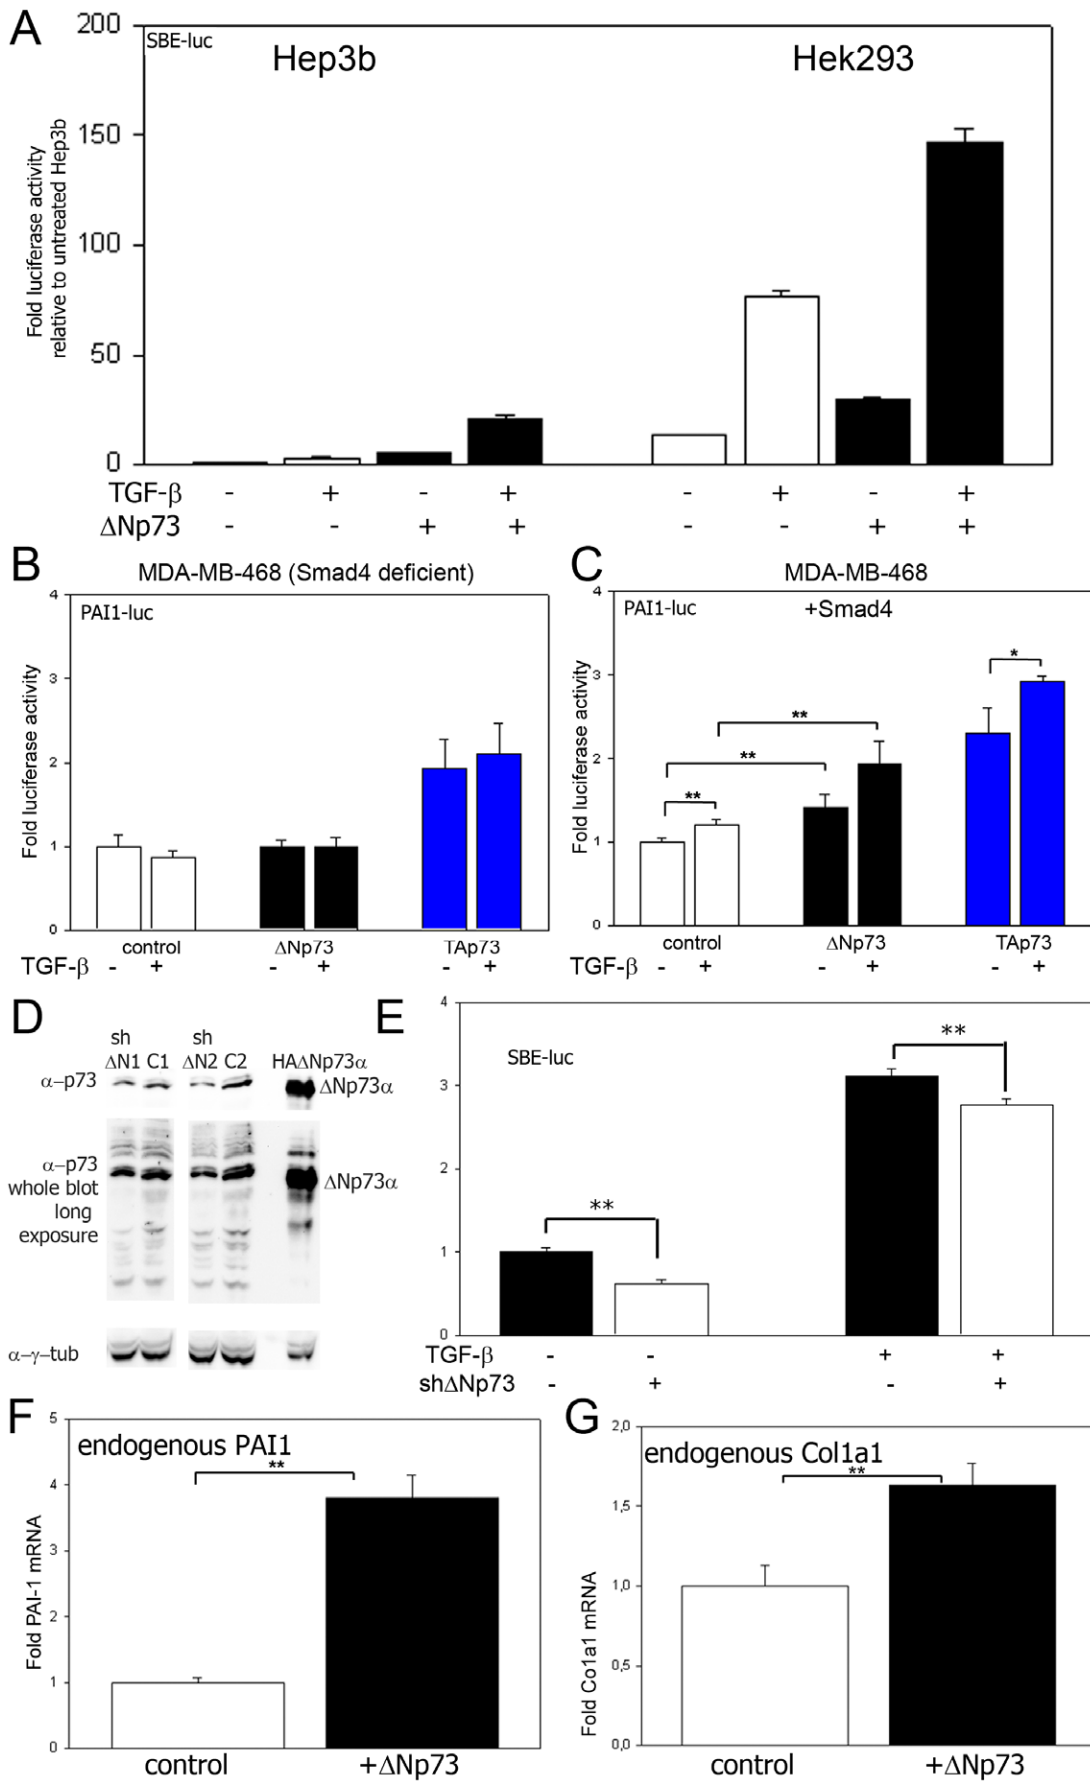 A
SBE-luc
Hep3b
Hek293
Fold luciferase activity
relative to untreated Hep3b
200
150
100
50
0
TGF-β - + - + - + - +
ΔNp73 - - + + - - + +
B
MDA-MB-468 (Smad4 deficient)
PAI1-luc
Fold luciferase activity
4
3
2
1
0
control ΔNp73 TAp73
TGF-β - + - + - +
C
MDA-MB-468
+Smad4
PAI1-luc
Fold luciferase activity
4
3
2
1
0
**
**
**
*
control ΔNp73 TAp73
TGF-β - + - + - +
D
sh sh
ΔN1 C1 ΔN2 C2 HAΔNp73α
α-p73
ΔNp73α
α-p73
whole blot
long
exposure
ΔNp73α
α-γ-tub
E
SBE-luc
4
3
2
1
0
**
**
TGF-β - - + +
shΔNp73 - + - +
F
endogenous PAI1
**
Fold PAI-1 mRNA
5
4
3
2
1
0
control +ΔNp73
G
endogenous Col1a1
**
Fold Co1a1 mRNA
2,0
1,5
1,0
0,5
0,0
control +ΔNp73